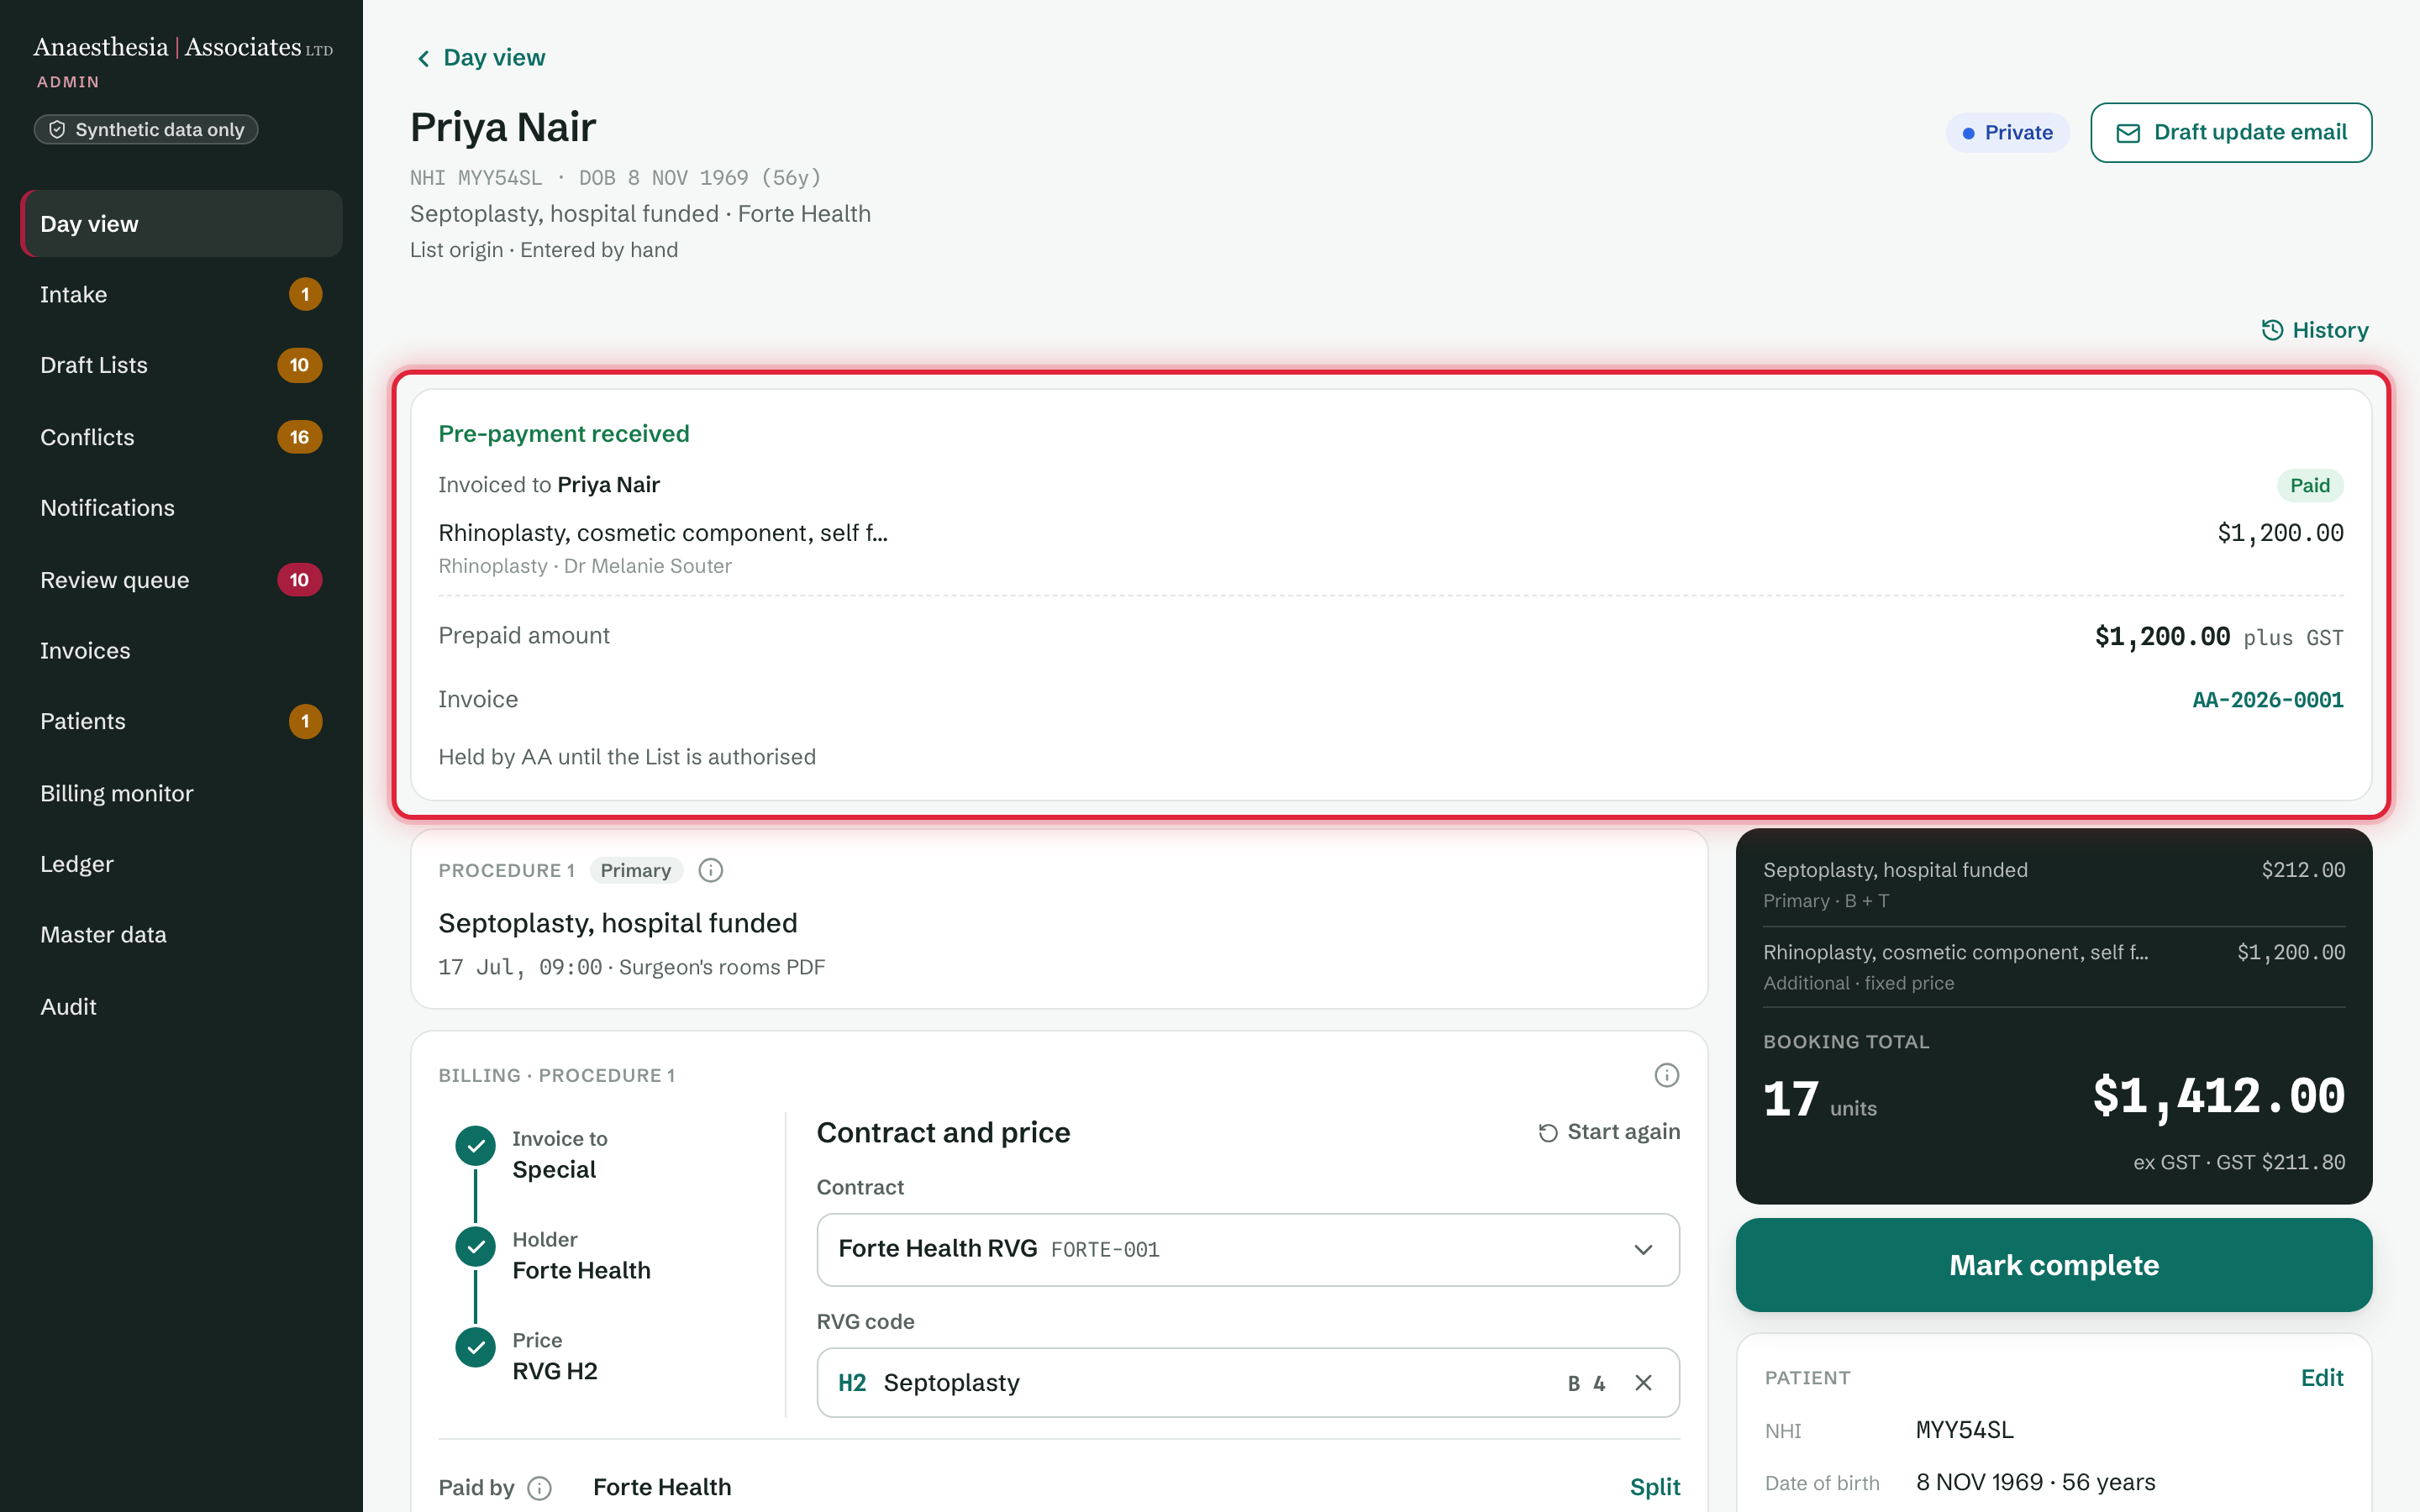 Anaesthesia | Associates LTD
ADMIN
Synthetic data only
Day view
Intake 1
Draft Lists 10
Conflicts 16
Notifications
Review queue 10
Invoices
Patients 1
Billing monitor
Ledger
Master data
Audit
Day view
Priya Nair
NHI MYY54SL · DOB 8 NOV 1969 (56y)
Septoplasty, hospital funded · Forte Health
List origin · Entered by hand
Private
Draft update email
History
Pre-payment received
Invoiced to Priya Nair
Paid
Rhinoplasty, cosmetic component, self f... $1,200.00
Rhinoplasty · Dr Melanie Souter
Prepaid amount $1,200.00 plus GST
Invoice AA-2026-0001
Held by AA until the List is authorised
PROCEDURE 1 Primary
Septoplasty, hospital funded
17 Jul, 09:00 · Surgeon's rooms PDF
BILLING · PROCEDURE 1
Invoice to
Special
Holder
Forte Health
Price
RVG H2
Contract and price
Start again
Contract
Forte Health RVG FORTE-001
RVG code
H2 Septoplasty B 4
Paid by Forte Health Split
Septoplasty, hospital funded $212.00
Primary · B + T
Rhinoplasty, cosmetic component, self f... $1,200.00
Additional · fixed price
BOOKING TOTAL
17 units $1,412.00
ex GST · GST $211.80
Mark complete
PATIENT Edit
NHI MYY54SL
Date of birth 8 NOV 1969 · 56 years